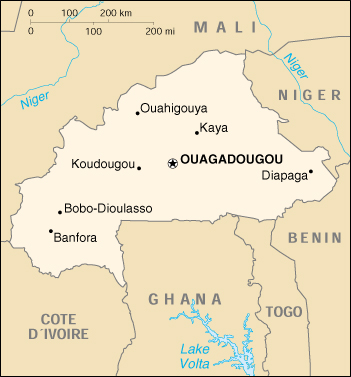 0 100 200 km
0 100 200 mi
MALI
Niger
Niger
NIGER
Ouahigouya
Kaya
OUAGADOUGOU
Koudougou
Diapaga
Bobo-Dioulasso
Banfora
BENIN
GHANA
TOGO
COTE
D'IVOIRE
Lake
Volta